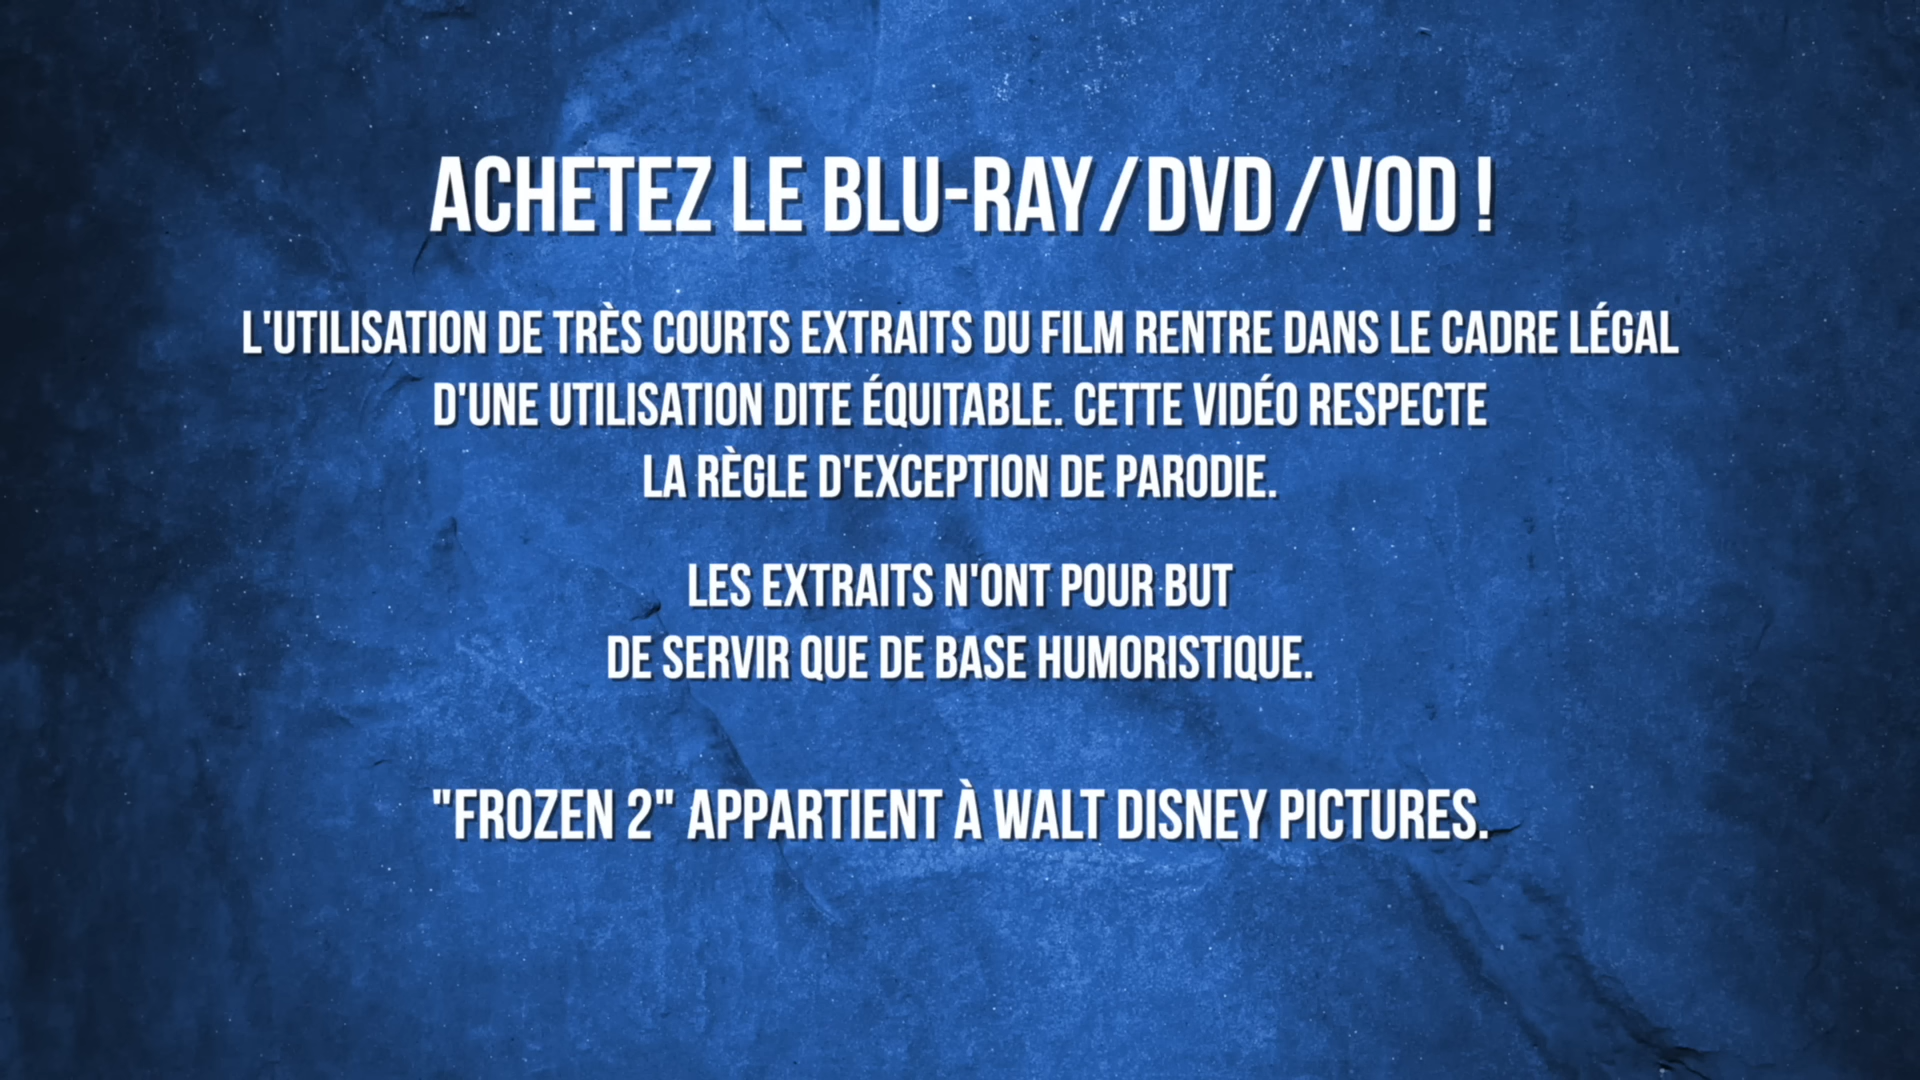 ACHETEZ LE BLU-RAY / DVD / VOD !
L'UTILISATION DE TRÈS COURTS EXTRAITS DU FILM RENTRE DANS LE CADRE LÉGAL
D'UNE UTILISATION DITE ÉQUITABLE. CETTE VIDÉO RESPECTE
LA RÈGLE D'EXCEPTION DE PARODIE.
LES EXTRAITS N'ONT POUR BUT
DE SERVIR QUE DE BASE HUMORISTIQUE.
"FROZEN 2" APPARTIENT À WALT DISNEY PICTURES.